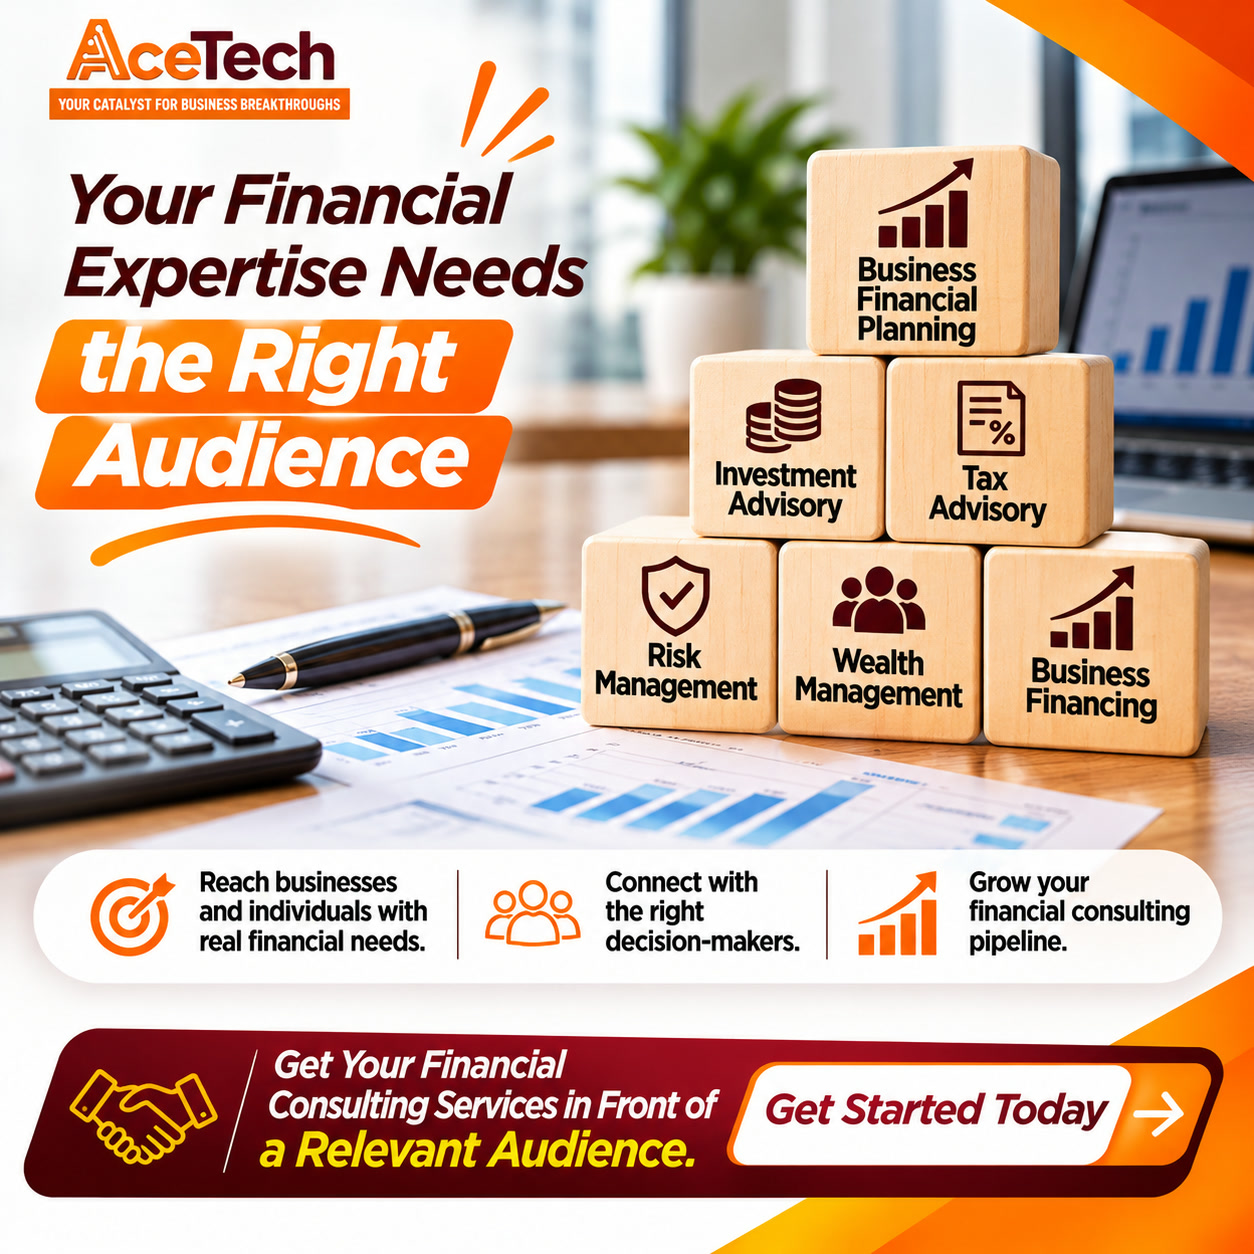 AceTech
YOUR CATALYST FOR BUSINESS BREAKTHROUGHS
Your Financial
Expertise Needs
the Right
Audience
Business
Financial
Planning
Investment
Advisory
Tax
Advisory
Risk
Management
Wealth
Management
Business
Financing
Reach businesses
and individuals with
real financial needs.
Connect with
the right
decision-makers.
Grow your
financial consulting
pipeline.
Get Your Financial
Consulting Services in Front of
a Relevant Audience.
Get Started Today